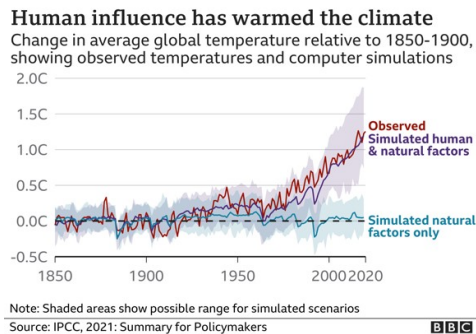 Human influence has warmed the climate
Change in average global temperature relative to 1850-1900,
showing observed temperatures and computer simulations
2.0C
1.5C
1.0C
0.5C
0.0C
-0.5C
Observed
Simulated human
& natural factors
Simulated natural
factors only
1850
1900
1950
2000
2020
Note: Shaded areas show possible range for simulated scenarios
Source: IPCC, 2021: Summary for Policymakers
BBC